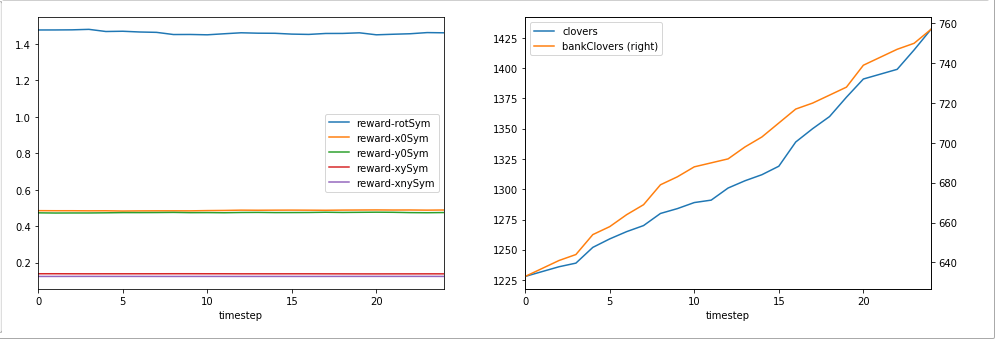 1.4
1.2
1.0
0.8
0.6
0.4
0.2
0 5 10 15 20
timestep
reward-rotSym
reward-x0Sym
reward-y0Sym
reward-xySym
reward-xnySym
1425
1400
1375
1350
1325
1300
1275
1250
1225
0 5 10 15 20
timestep
clovers
bankClovers (right)
760
740
720
700
680
660
640